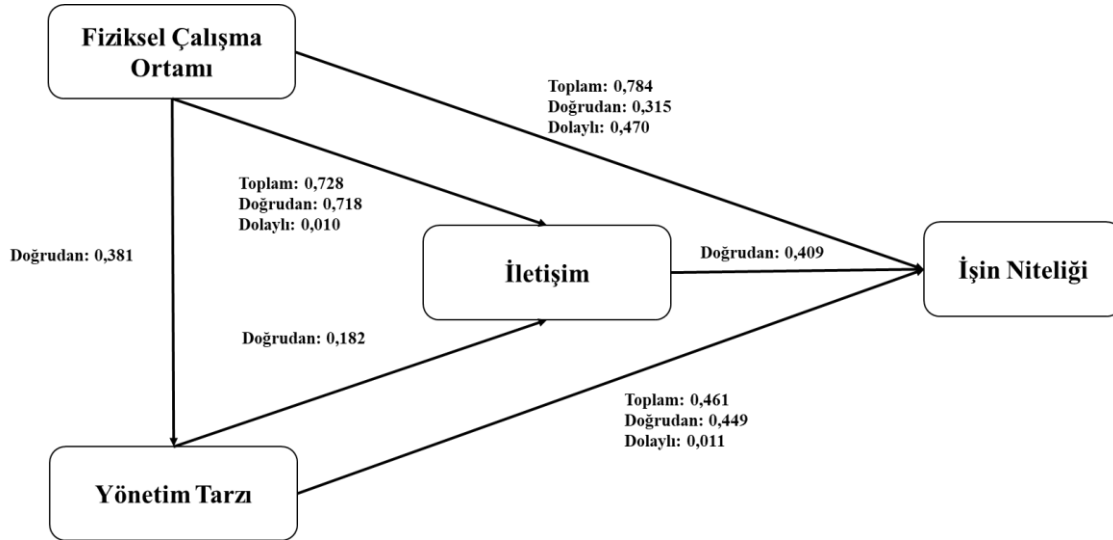 Fiziksel Çalışma
Ortamı
Toplam: 0,784
Doğrudan: 0,315
Dolaylı: 0,470
Toplam: 0,728
Doğrudan: 0,718
Dolaylı: 0,010
Doğrudan: 0,381
İletişim
Doğrudan: 0,409
İşin Niteliği
Doğrudan: 0,182
Toplam: 0,461
Doğrudan: 0,449
Dolaylı: 0,011
Yönetim Tarzı